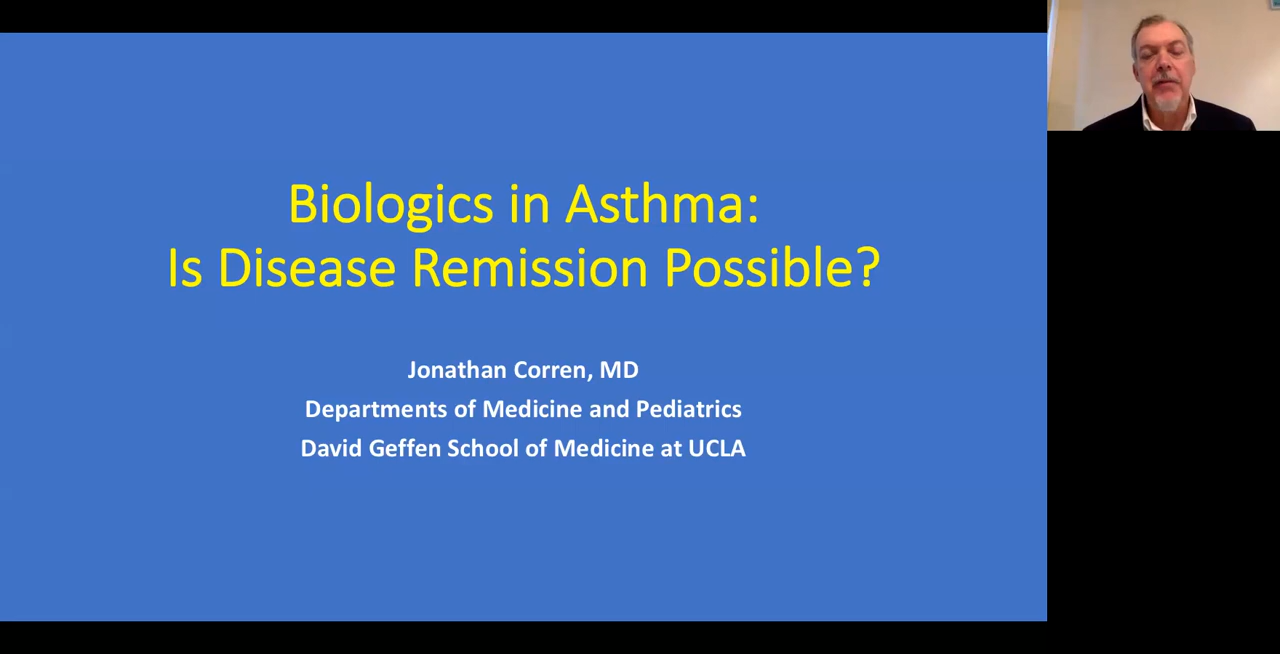 Biologics in Asthma:
Is Disease Remission Possible?
Jonathan Corren, MD
Departments of Medicine and Pediatrics
David Geffen School of Medicine at UCLA